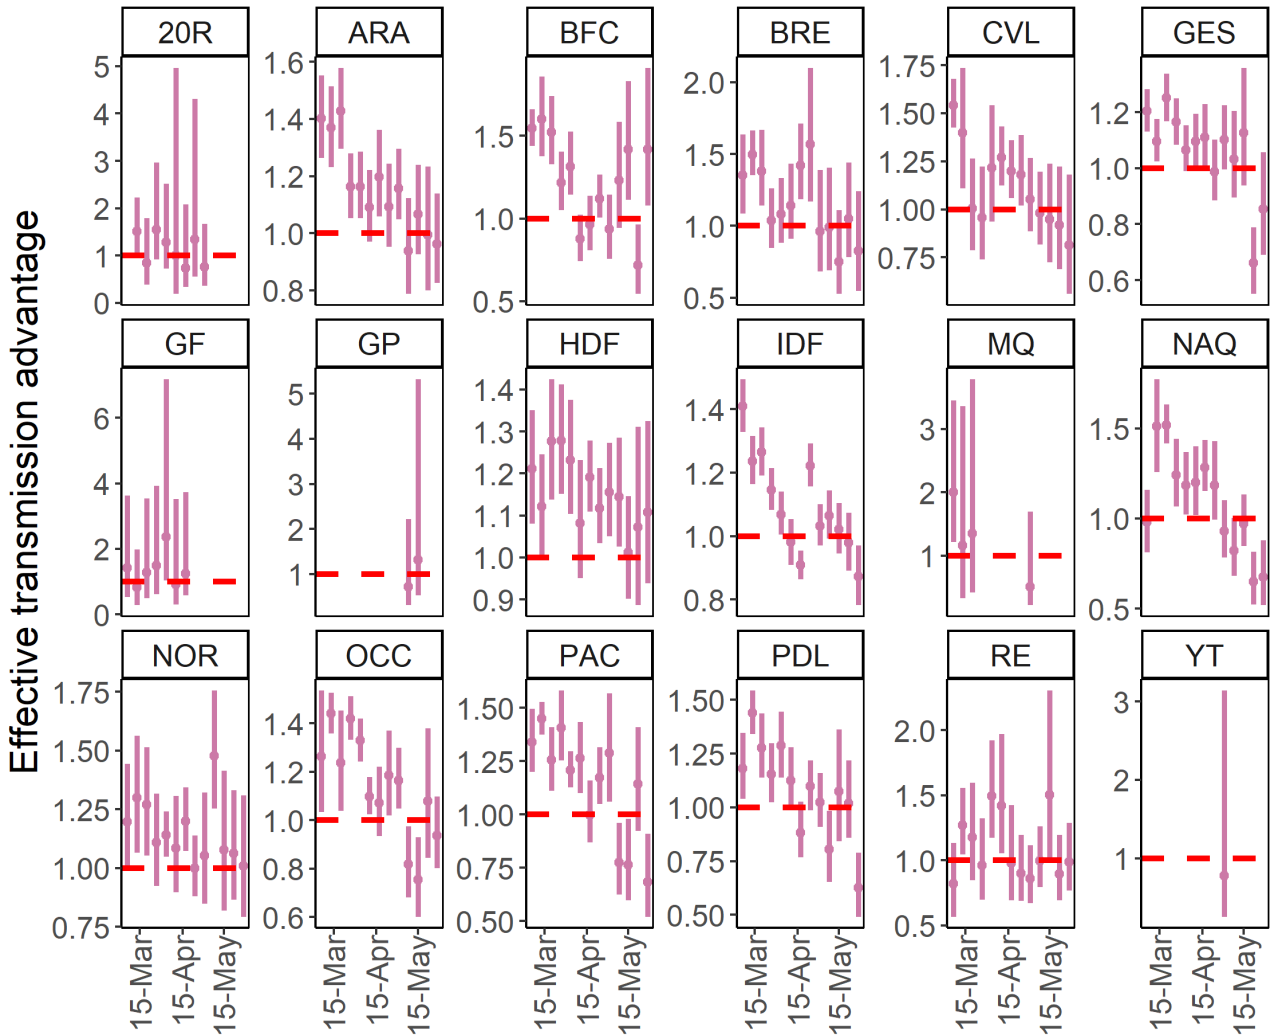 Effective transmission advantage
20R ARA BFC BRE CVL GES
5 4 3 2 1 0
1.6 1.4 1.2 1.0 0.8
1.5 1.0 0.5
2.0 1.5 1.0 0.5
1.75 1.50 1.25 1.00 0.75
1.2 1.0 0.8 0.6
GF GP HDF IDF MQ NAQ
6 4 2 0
5 4 3 2 1
1.4 1.3 1.2 1.1 1.0 0.9
1.4 1.2 1.0 0.8
3 2 1
1.5 1.0 0.5
NOR OCC PAC PDL RE YT
1.75 1.50 1.25 1.00 0.75
1.4 1.2 1.0 0.8 0.6
1.50 1.25 1.00 0.75 0.50
1.50 1.25 1.00 0.75 0.50
2.0 1.5 1.0 0.5
3 2 1
15-Mar 15-Apr 15-May
15-Mar 15-Apr 15-May
15-Mar 15-Apr 15-May
15-Mar 15-Apr 15-May
15-Mar 15-Apr 15-May
15-Mar 15-Apr 15-May